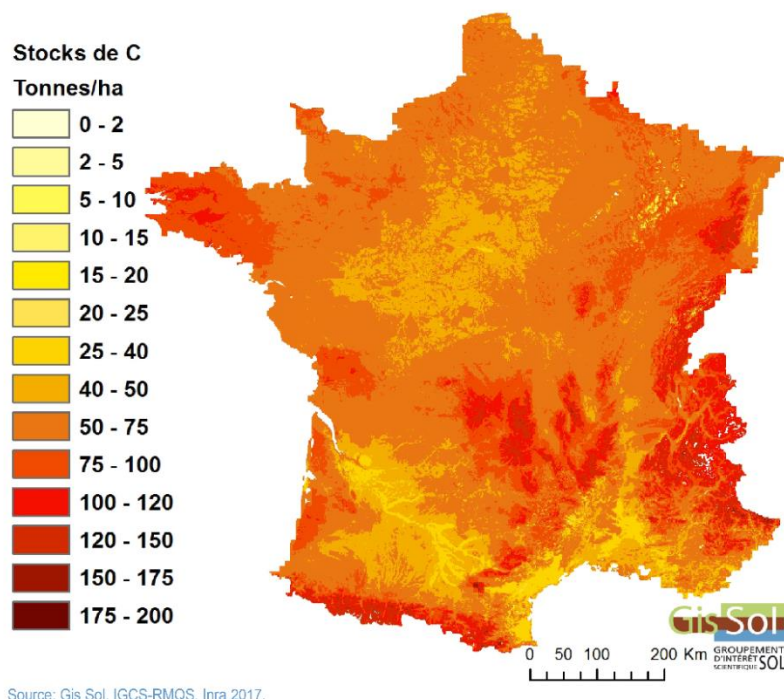 Stocks de C
Tonnes/ha
0 - 2
2 - 5
5 - 10
10 - 15
15 - 20
20 - 25
25 - 40
40 - 50
50 - 75
75 - 100
100 - 120
120 - 150
150 - 175
175 - 200
0 50 100 200 Km
Gis Sol
GROUPEMENT
D'INTÉRÊT
SCIENTIFIQUE SOL
Source: Gis Sol, IGCS-RMQS, Inra 2017.